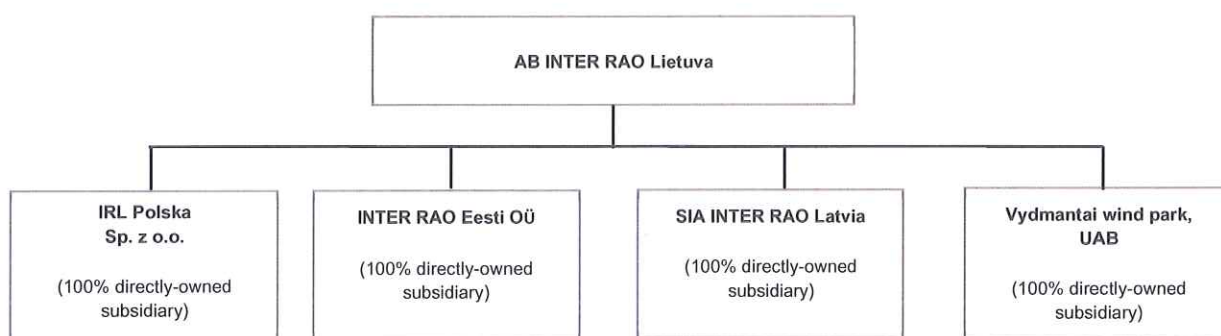 AB INTER RAO Lietuva
IRL Polska
Sp. z o.o.
(100% directly-owned
subsidiary)
INTER RAO Eesti OÜ
(100% directly-owned
subsidiary)
SIA INTER RAO Latvia
(100% directly-owned
subsidiary)
Vydmantai wind park,
UAB
(100% directly-owned
subsidiary)